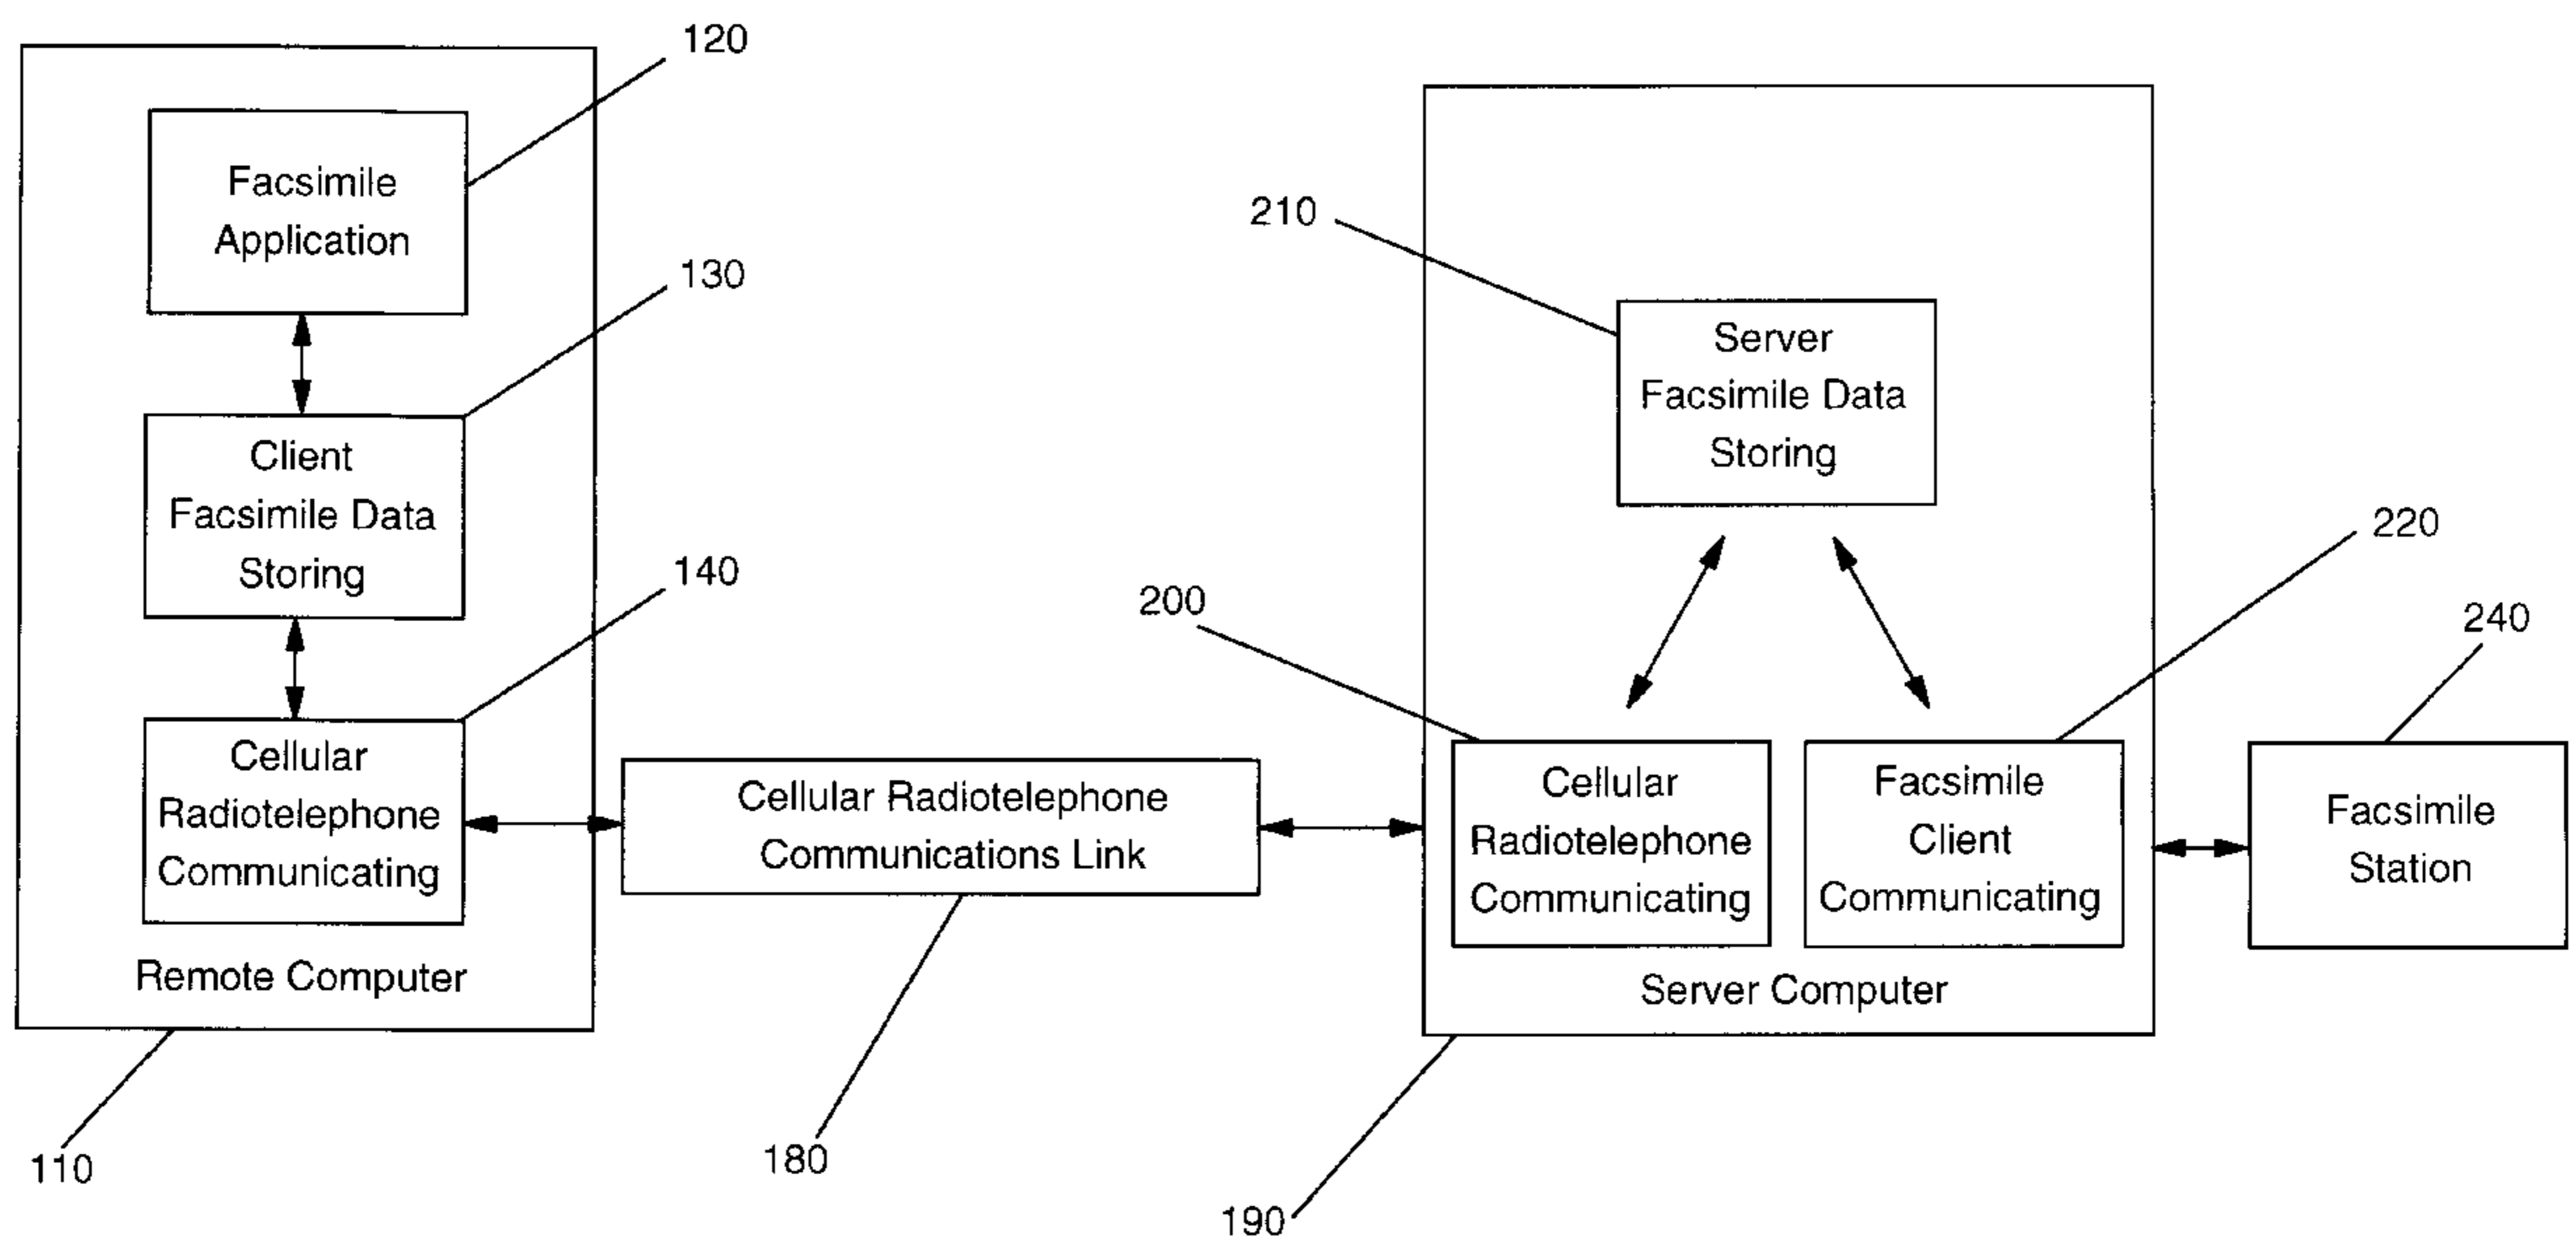 120
Facsimile
Application
130
Client
Facsimile Data
Storing
140
Cellular
Radiotelephone
Communicating
Remote Computer
110
Cellular Radiotelephone
Communications Link
180
210
Server
Facsimile Data
Storing
200
220
Cellular
Radiotelephone
Communicating
Facsimile
Client
Communicating
Server Computer
190
240
Facsimile
Station